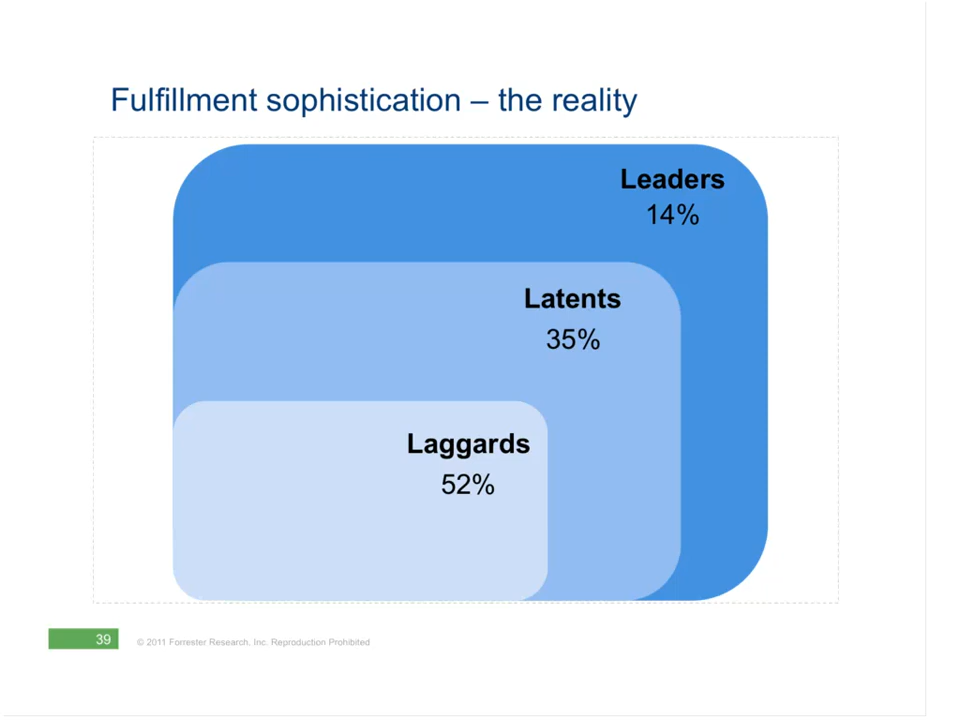 Fulfillment sophistication – the reality
Leaders
14%
Latents
35%
Laggards
52%
39
© 2011 Forrester Research, Inc. Reproduction Prohibited